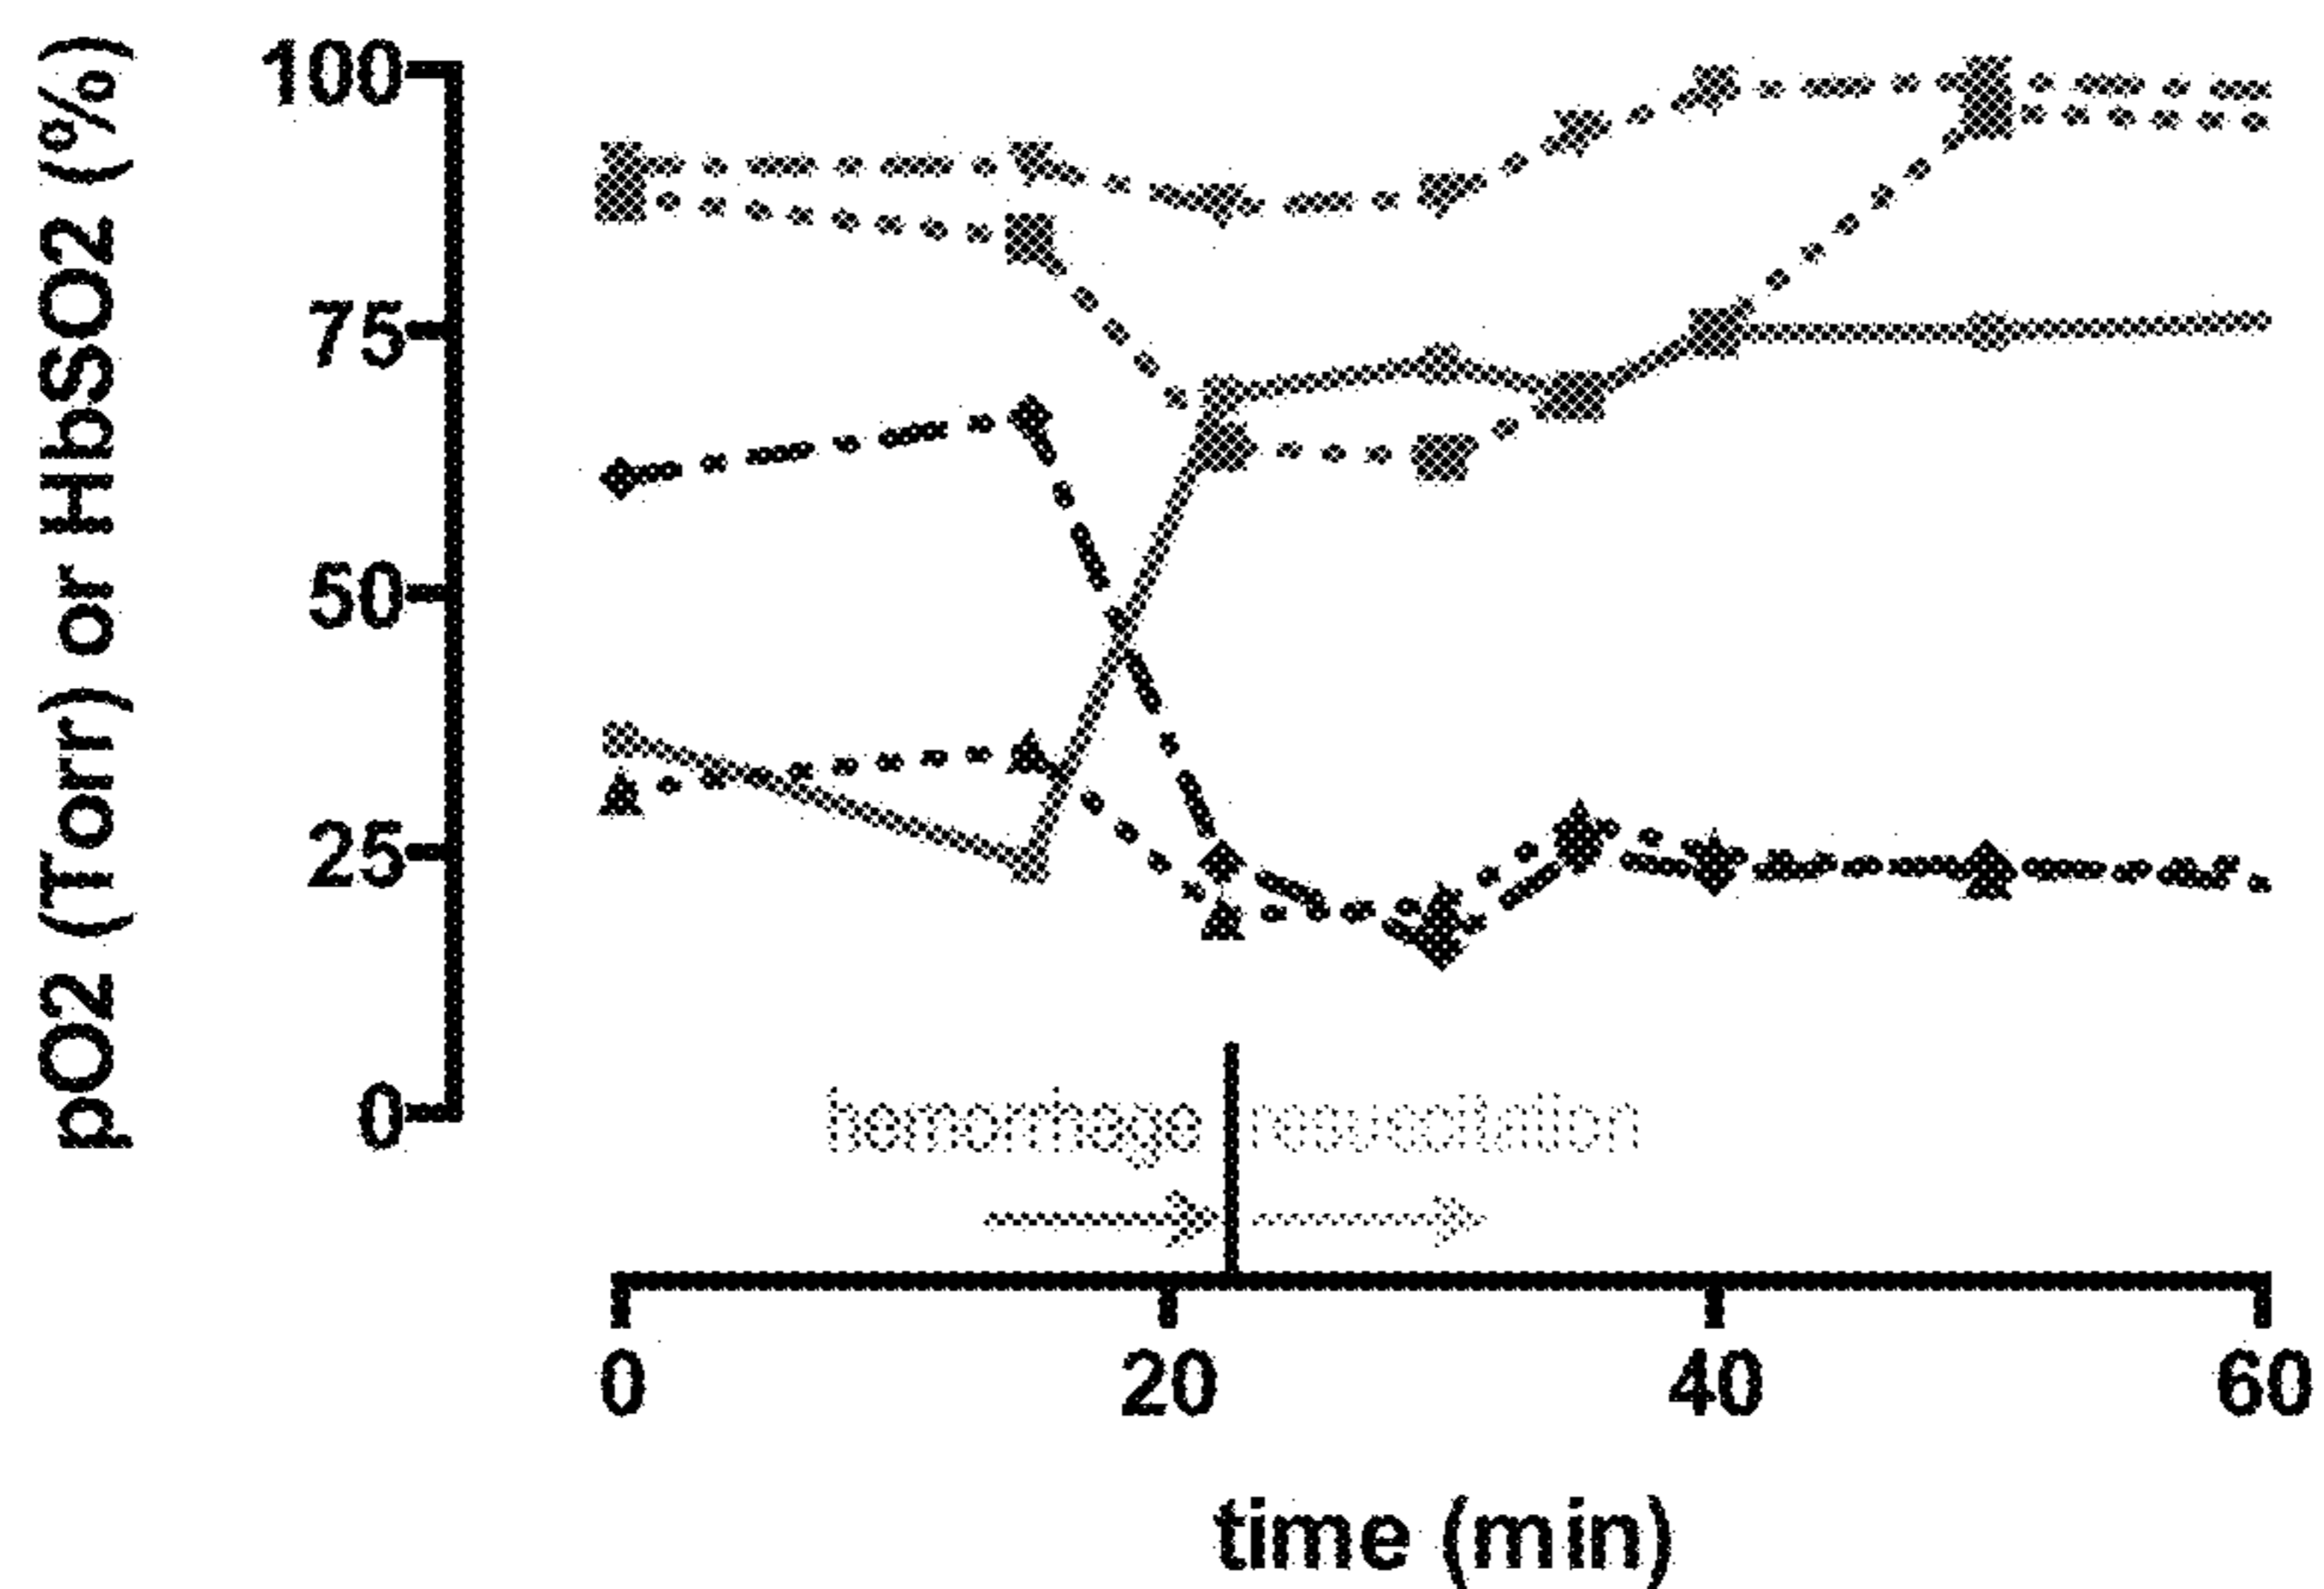 pO2 (Torr) or HbSO2 (%)
100
75
50
25
0
hemorrhage resuscitation
0 20 40 60
time (min)